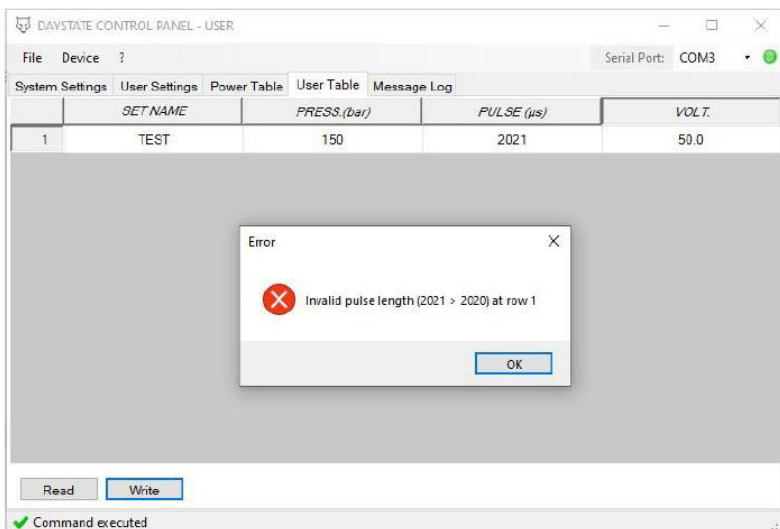 DAYSTATE CONTROL PANEL - USER
File Device ? Serial Port: COM3
System Settings User Settings Power Table User Table Message Log
SET NAME PRESS.(bar) PULSE (µs) VOLT.
1 TEST 150 2021 50.0
Error
Invalid pulse length (2021 > 2020) at row 1
OK
Read Write
Command executed